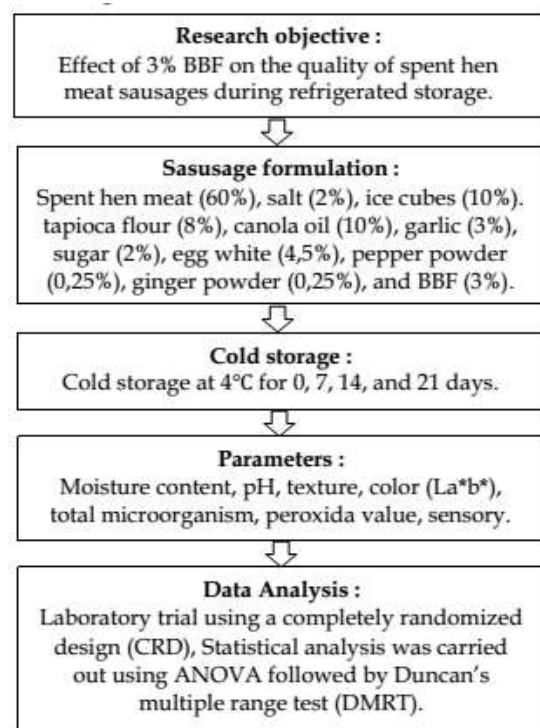 Research objective :
Effect of 3% BBF on the quality of spent hen
meat sausages during refrigerated storage.
Sasusage formulation :
Spent hen meat (60%), salt (2%), ice cubes (10%).
tapioca flour (8%), canola oil (10%), garlic (3%),
sugar (2%), egg white (4,5%), pepper powder
(0,25%), ginger powder (0,25%), and BBF (3%).
Cold storage :
Cold storage at 4°C for 0, 7, 14, and 21 days.
Parameters :
Moisture content, pH, texture, color (La*b*),
total microorganism, peroxida value, sensory.
Data Analysis :
Laboratory trial using a completely randomized
design (CRD), Statistical analysis was carried
out using ANOVA followed by Duncan's
multiple range test (DMRT).